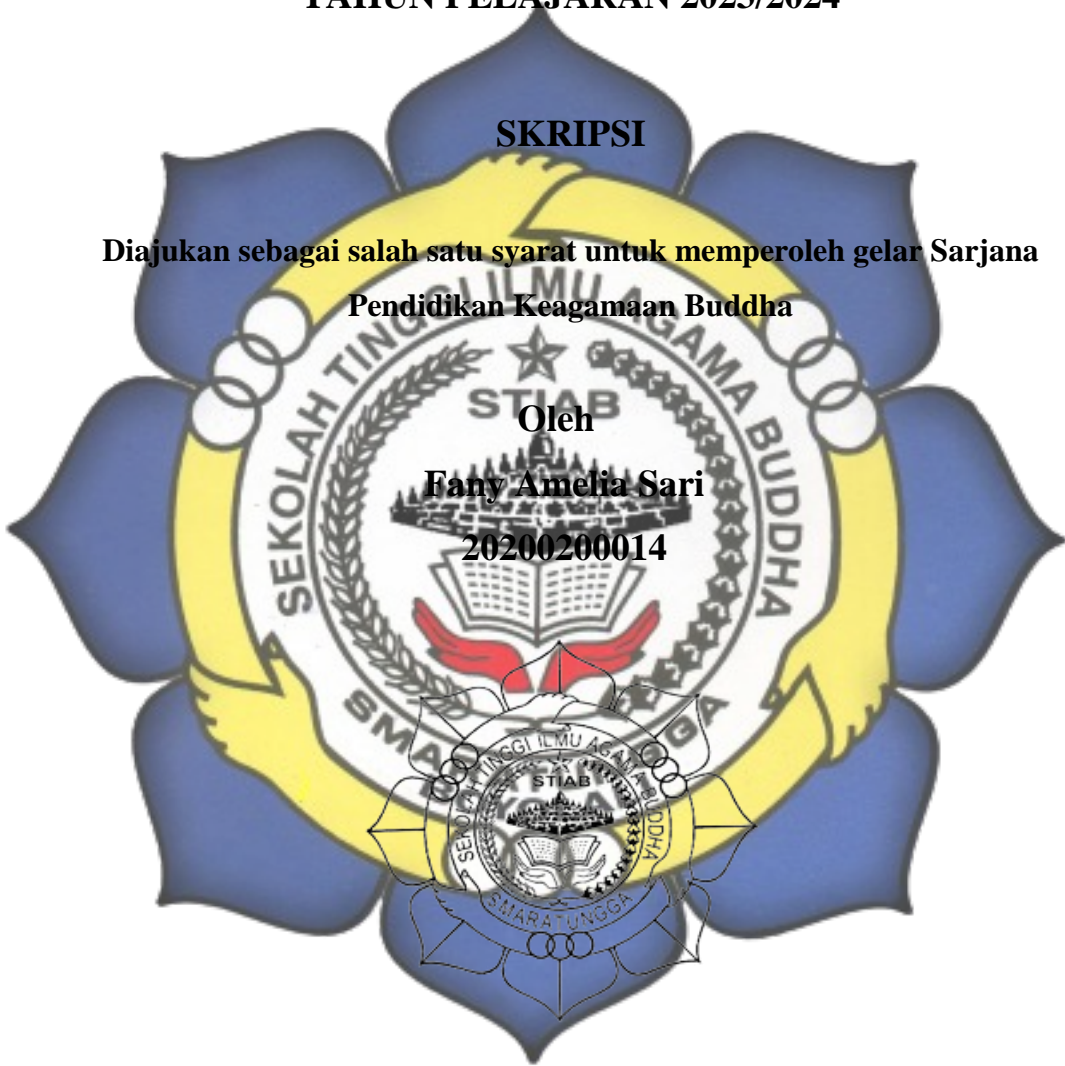 TAHUN PELAJARAN 2023/2024
SKRIPSI
Diajukan sebagai salah satu syarat untuk memperoleh gelar Sarjana
Pendidikan Keagamaan Buddha
Oleh
Fany Amelia Sari
20200200014
SEKOLAH TINGGI ILMU AGAMA BUDDHA
STIAB
SEKOLAH TINGGI ILMU AGAMA BUDDHA
STIAB
SMARATUNGGA